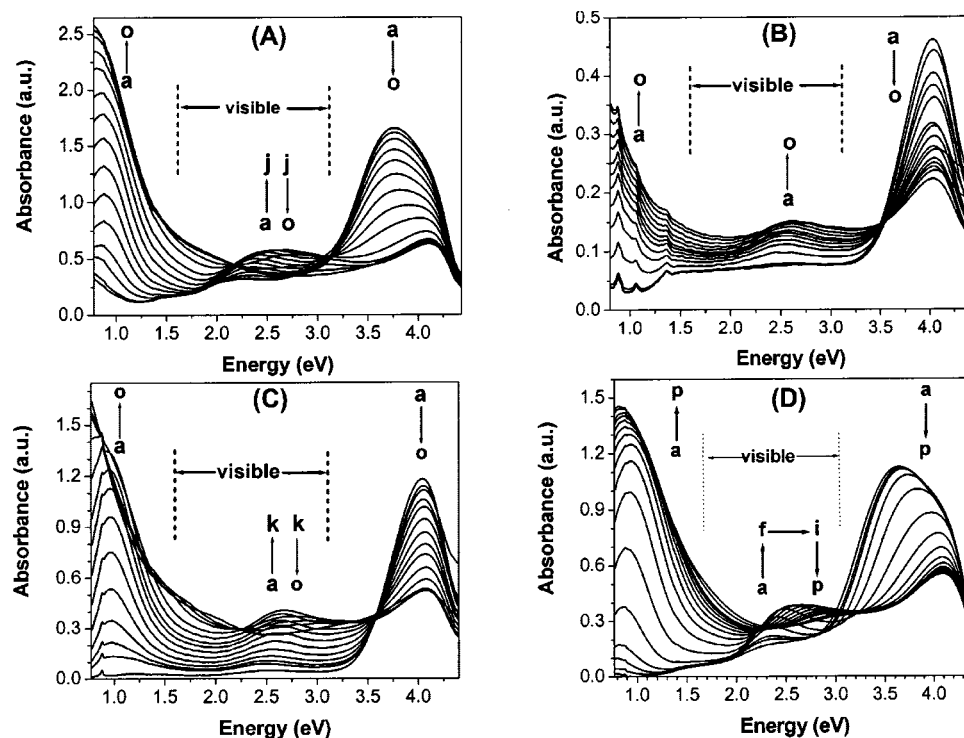 (A)
o
a
a
o
visible
j j
a o
2.5
2.0
1.5
1.0
0.5
0.0
Absorbance (a.u.)
1.0 1.5 2.0 2.5 3.0 3.5 4.0
Energy (eV)
(B)
o
a
a
o
visible
o
a
0.5
0.4
0.3
0.2
0.1
0.0
Absorbance (a.u.)
1.0 1.5 2.0 2.5 3.0 3.5 4.0
Energy (eV)
(C)
o
a
a
o
visible
k k
a o
1.5
1.2
0.9
0.6
0.3
0.0
Absorbance (a.u.)
1.0 1.5 2.0 2.5 3.0 3.5 4.0
Energy (eV)
(D)
p
a
a
p
visible
f i
a p
1.5
1.2
0.9
0.6
0.3
0.0
Absorbance (a.u.)
1.0 1.5 2.0 2.5 3.0 3.5 4.0
Energy (eV)